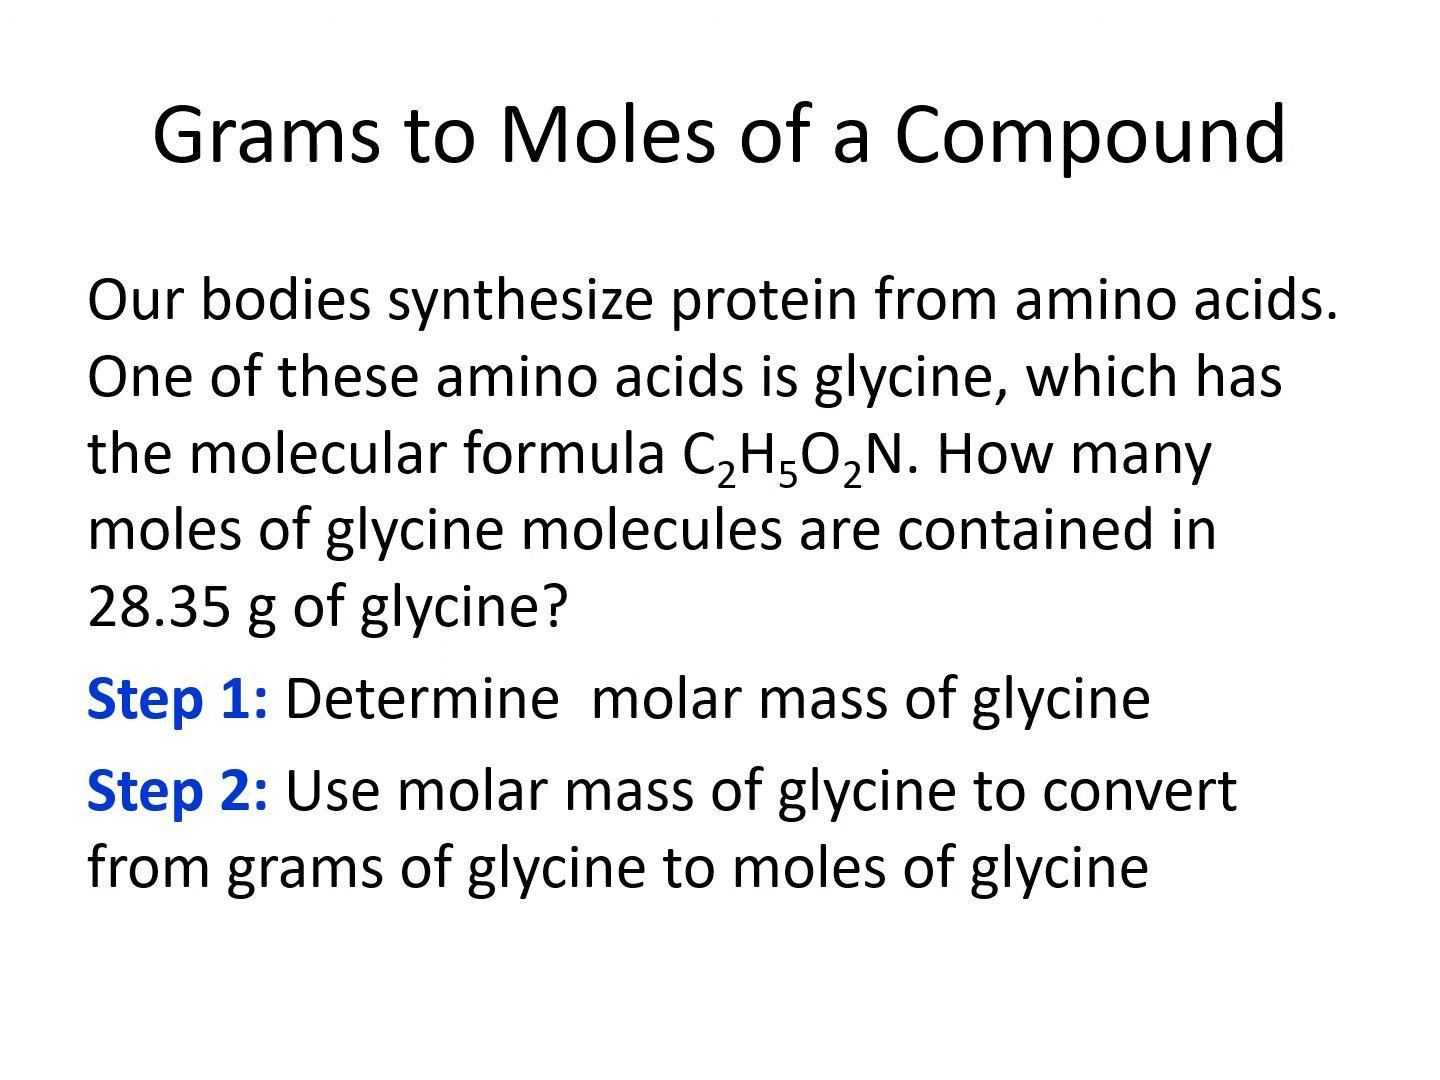 Grams to Moles of a Compound
Our bodies synthesize protein from amino acids.
One of these amino acids is glycine, which has
the molecular formula C₂H₅O₂N. How many
moles of glycine molecules are contained in
28.35 g of glycine?
Step 1: Determine  molar mass of glycine
Step 2: Use molar mass of glycine to convert
from grams of glycine to moles of glycine